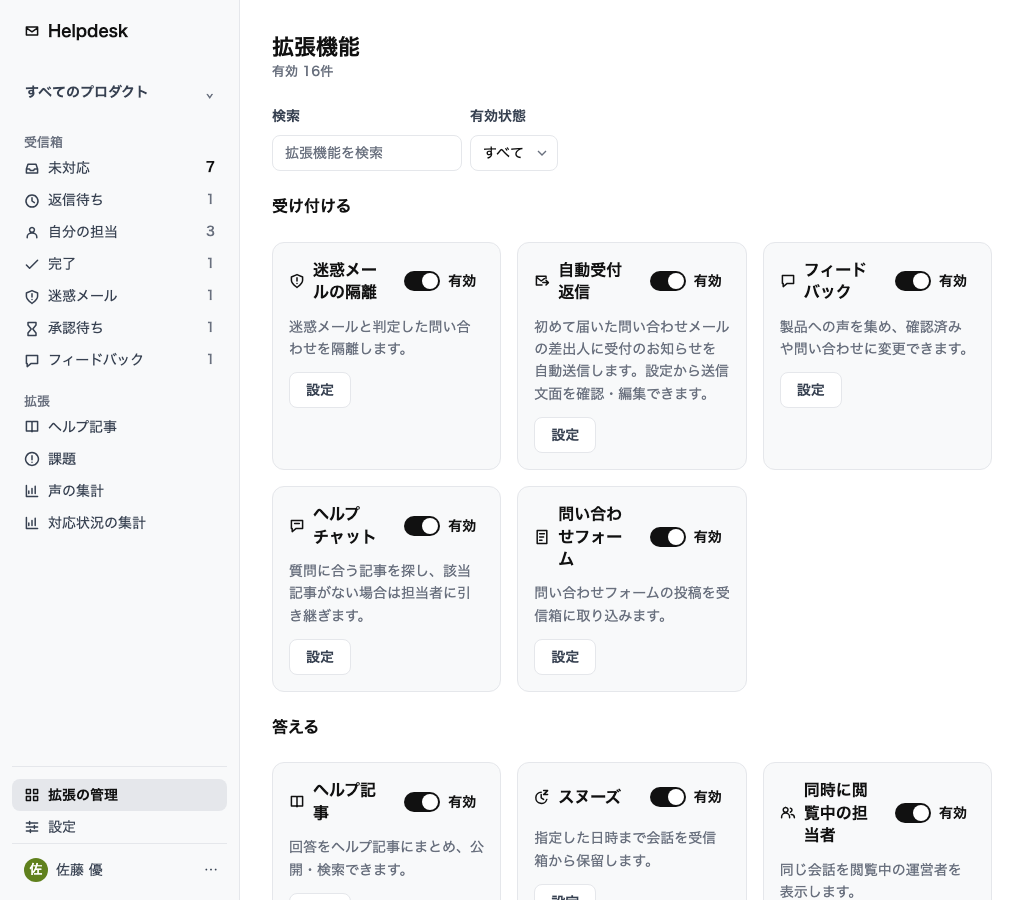 Helpdesk
すべてのプロダクト
受信箱
未対応 7
返信待ち 1
自分の担当 3
完了 1
迷惑メール 1
承認待ち 1
フィードバック 1
拡張
ヘルプ記事
課題
声の集計
対応状況の集計
拡張の管理
設定
佐 佐藤 優 …
拡張機能
有効 16件
検索 有効状態
拡張機能を検索 すべて
受け付ける
迷惑メー
ルの隔離
有効
迷惑メールと判定した問い合
わせを隔離します。
設定
自動受付
返信
有効
初めて届いた問い合わせメール
の差出人に受付のお知らせを
自動送信します。設定から送信
文面を確認・編集できます。
設定
フィード
バック
有効
製品への声を集め、確認済み
や問い合わせに変更できます。
設定
ヘルプ
チャット
有効
質問に合う記事を探し、該当
記事がない場合は担当者に引
き継ぎます。
設定
問い合わ
せフォー
ム
有効
問い合わせフォームの投稿を受
信箱に取り込みます。
設定
答える
ヘルプ記
事
有効
回答をヘルプ記事にまとめ、公
開・検索できます。
スヌーズ
有効
指定した日時まで会話を受信
箱から保留します。
設定
同時に閲
覧中の担
当者
有効
同じ会話を閲覧中の運営者を
表示します。